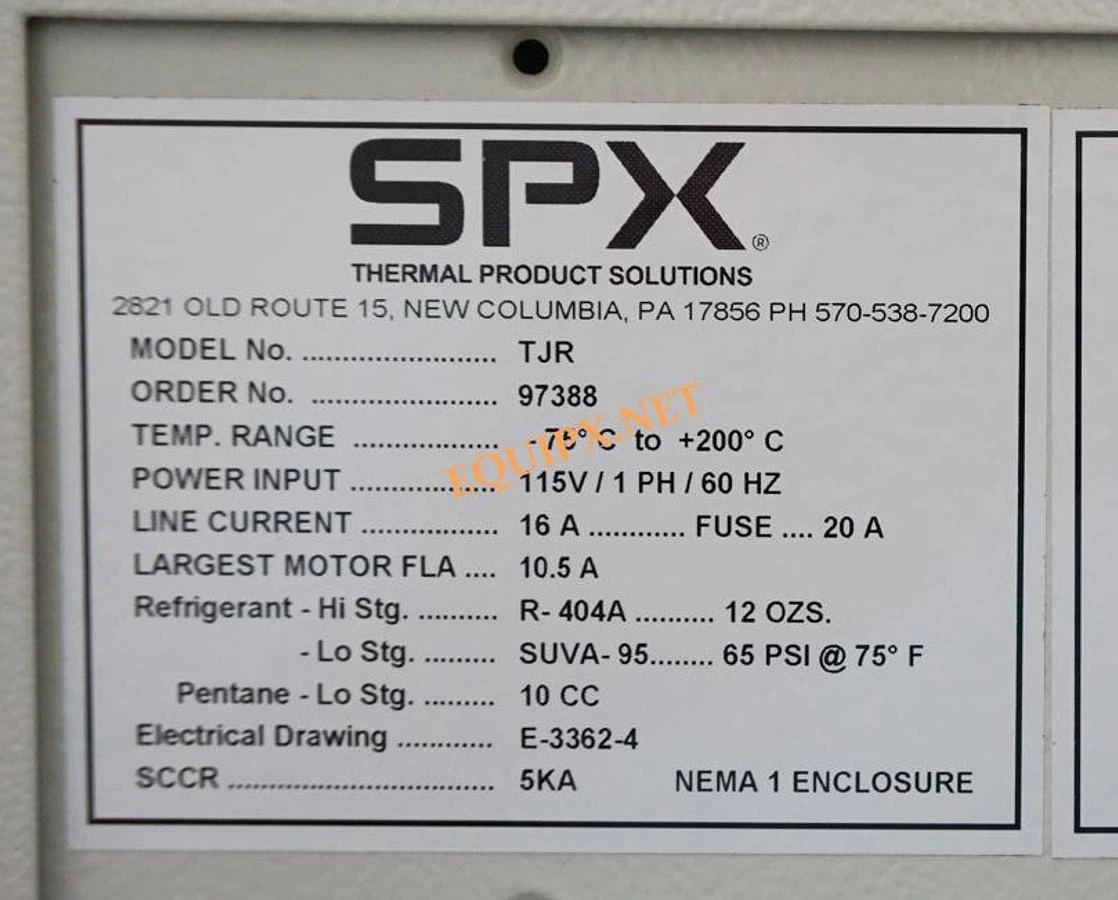 SPX®
THERMAL PRODUCT SOLUTIONS
2821 OLD ROUTE 15, NEW COLUMBIA, PA 17856 PH 570-538-7200
MODEL No. ........................ TJR
ORDER No. ....................... 97388
TEMP. RANGE .................. - 75° C to +200° C
POWER INPUT .................. 115V / 1 PH / 60 HZ
LINE CURRENT ................. 16 A ............ FUSE .... 20 A
LARGEST MOTOR FLA .... 10.5 A
Refrigerant - Hi Stg. .......... R- 404A .......... 12 OZS.
- Lo Stg. ......... SUVA- 95........ 65 PSI @ 75° F
Pentane - Lo Stg. ......... 10 CC
Electrical Drawing ............ E-3362-4
SCCR ................................. 5KA NEMA 1 ENCLOSURE
EQUIPX.NET